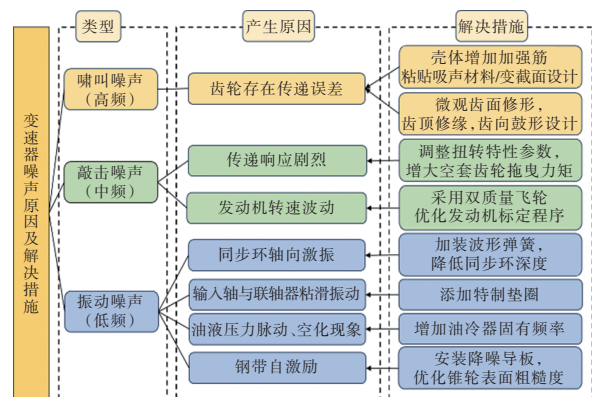 类型
产生原因
解决措施
变速器噪声原因及解决措施
啸叫噪声
(高频)
齿轮存在传递误差
壳体增加加强筋
粘贴吸声材料/变截面设计
微观齿面修形,
齿顶修缘,齿向鼓形设计
敲击噪声
(中频)
传递响应剧烈
调整扭转特性参数,
增大空套齿轮拖曳力矩
发动机转速波动
采用双质量飞轮
优化发动机标定程序
振动噪声
(低频)
同步环轴向激振
加装波形弹簧,
降低同步环深度
输入轴与联轴器粘滑振动
添加特制垫圈
油液压力脉动、空化现象
增加油冷器固有频率
钢带自激励
安装降噪导板,
优化锥轮表面粗糙度